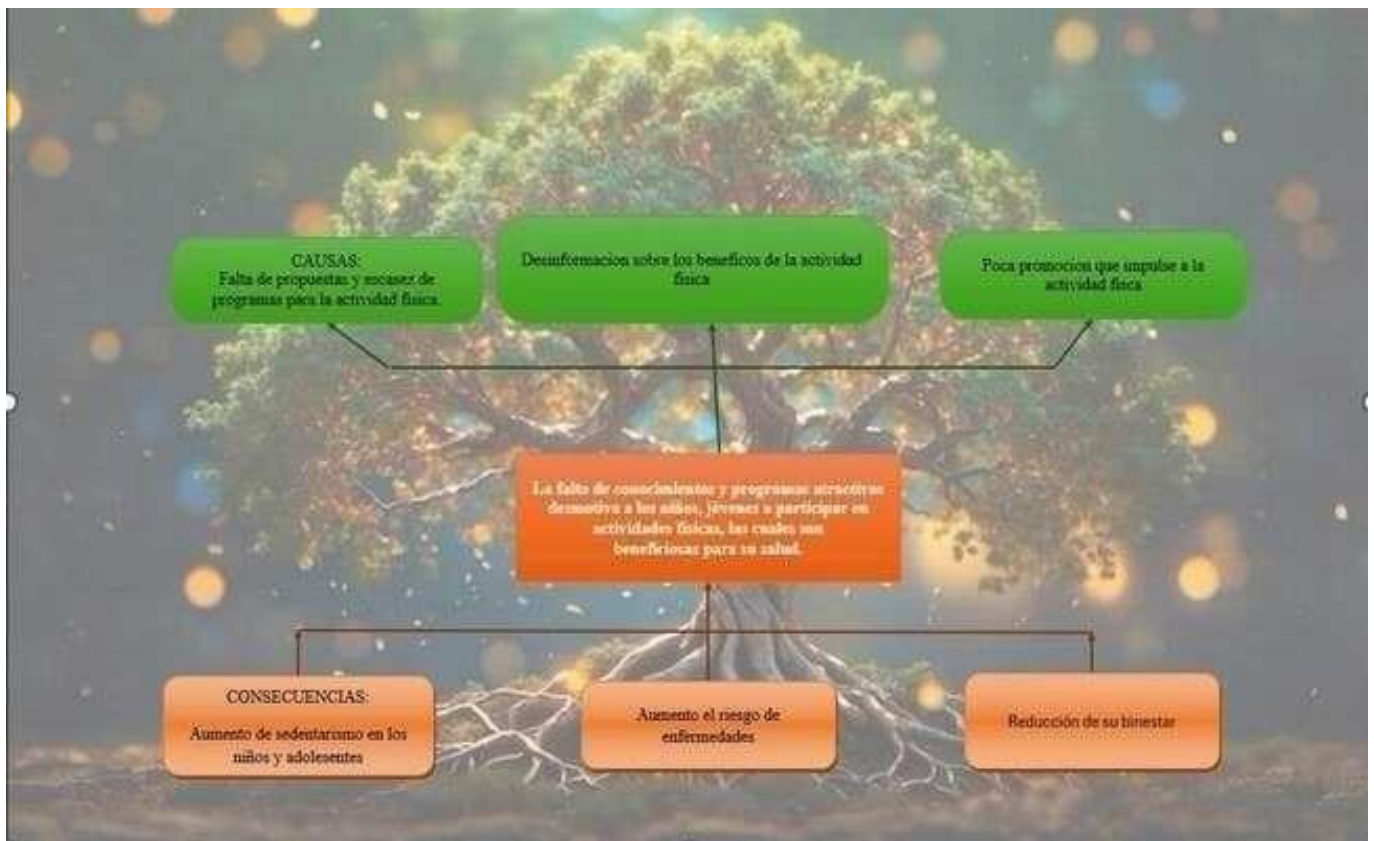 CAUSAS:
Falta de propuestas y escasez de
programas para la actividad física.
Desinformacion sobre los beneficos de la actividad
física
Poca promocion que impulse a la
actividad física
La falta de conocimientos y programas atractivos
desmotiva a los niños, jóvenes a participar en
actividades físicas, las cuales son
beneficiosas para su salud.
CONSECUENCIAS:
Aumento de sedentarismo en los
niños y adolesentes
Aumento el riesgo de
enfermedades
Reducción de su binestar